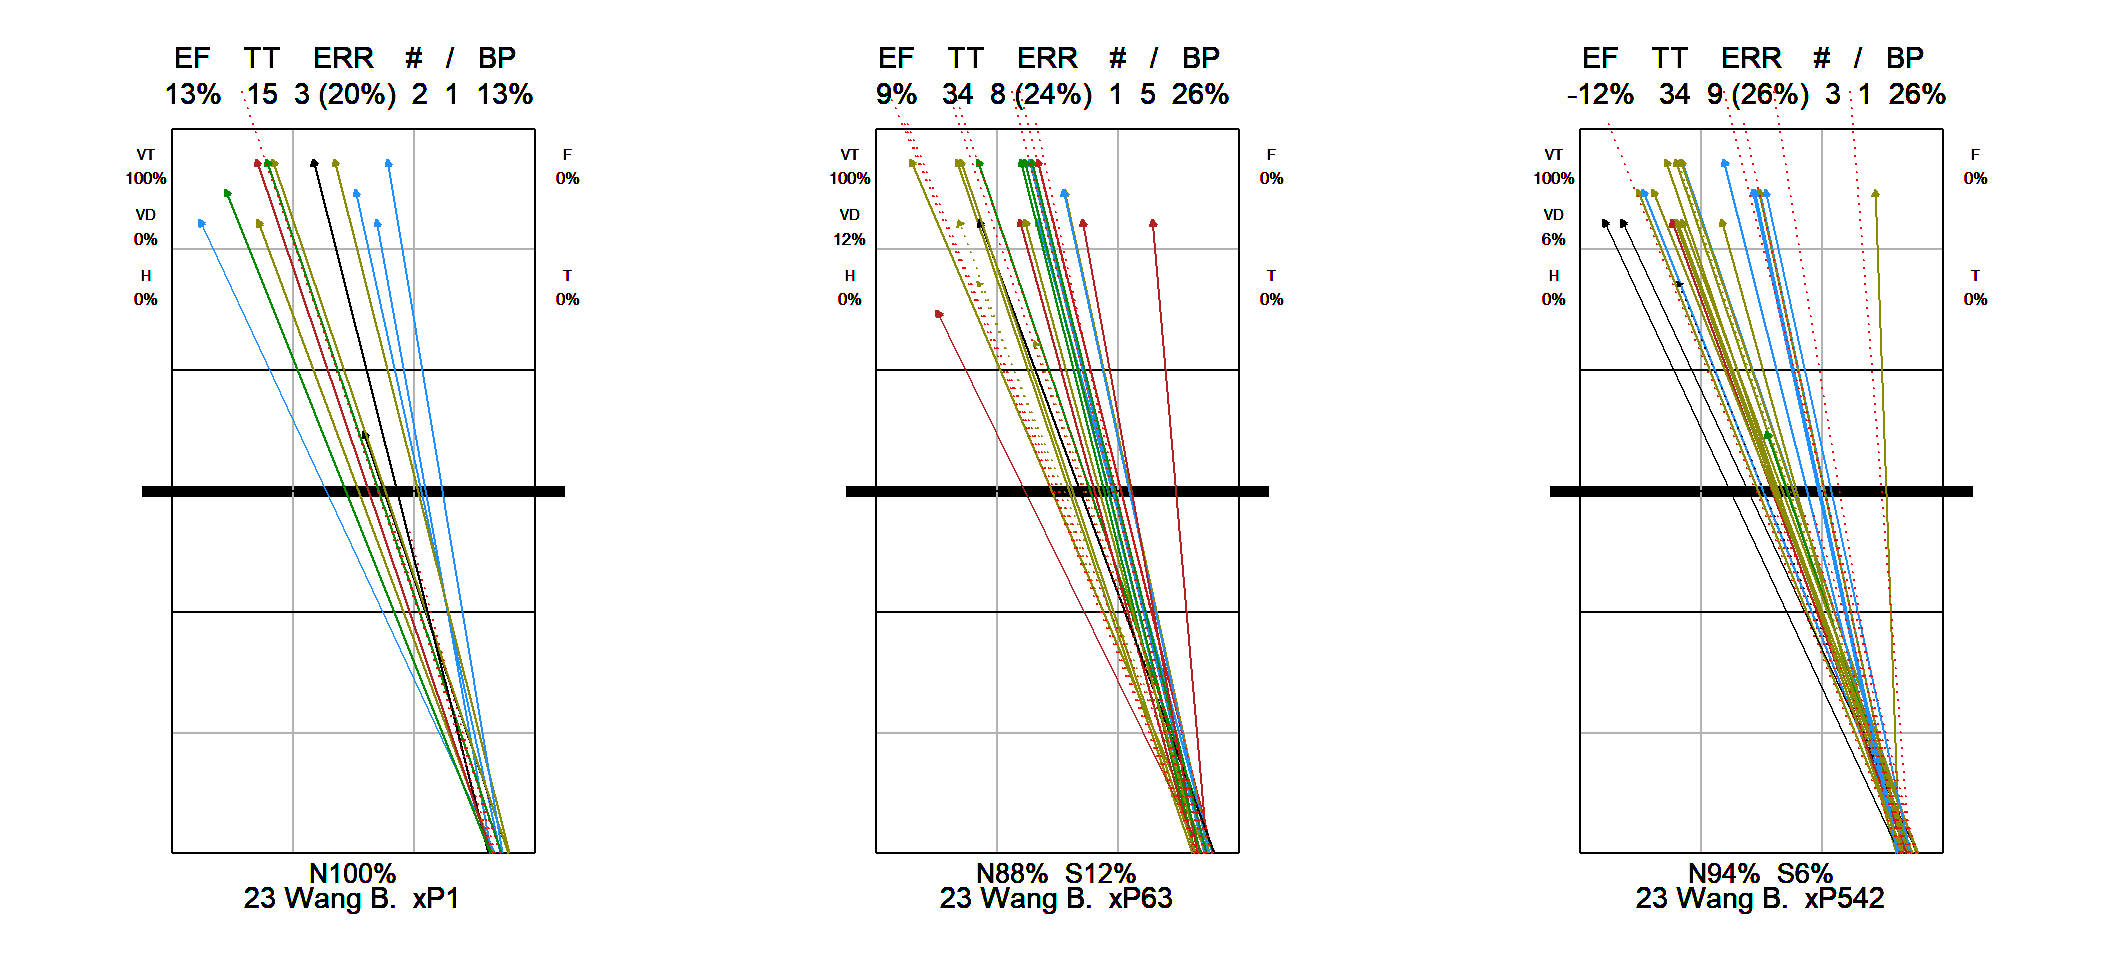 EF TT ERR # / BP
13% 15 3 (20%) 2 1 13%
VT
100%
VD
0%
H
0%
F
0%
T
0%
N100%
23 Wang B. xP1
EF TT ERR # / BP
9% 34 8 (24%) 1 5 26%
VT
100%
VD
12%
H
0%
F
0%
T
0%
N88% S12%
23 Wang B. xP63
EF TT ERR # / BP
-12% 34 9 (26%) 3 1 26%
VT
100%
VD
6%
H
0%
F
0%
T
0%
N94% S6%
23 Wang B. xP542